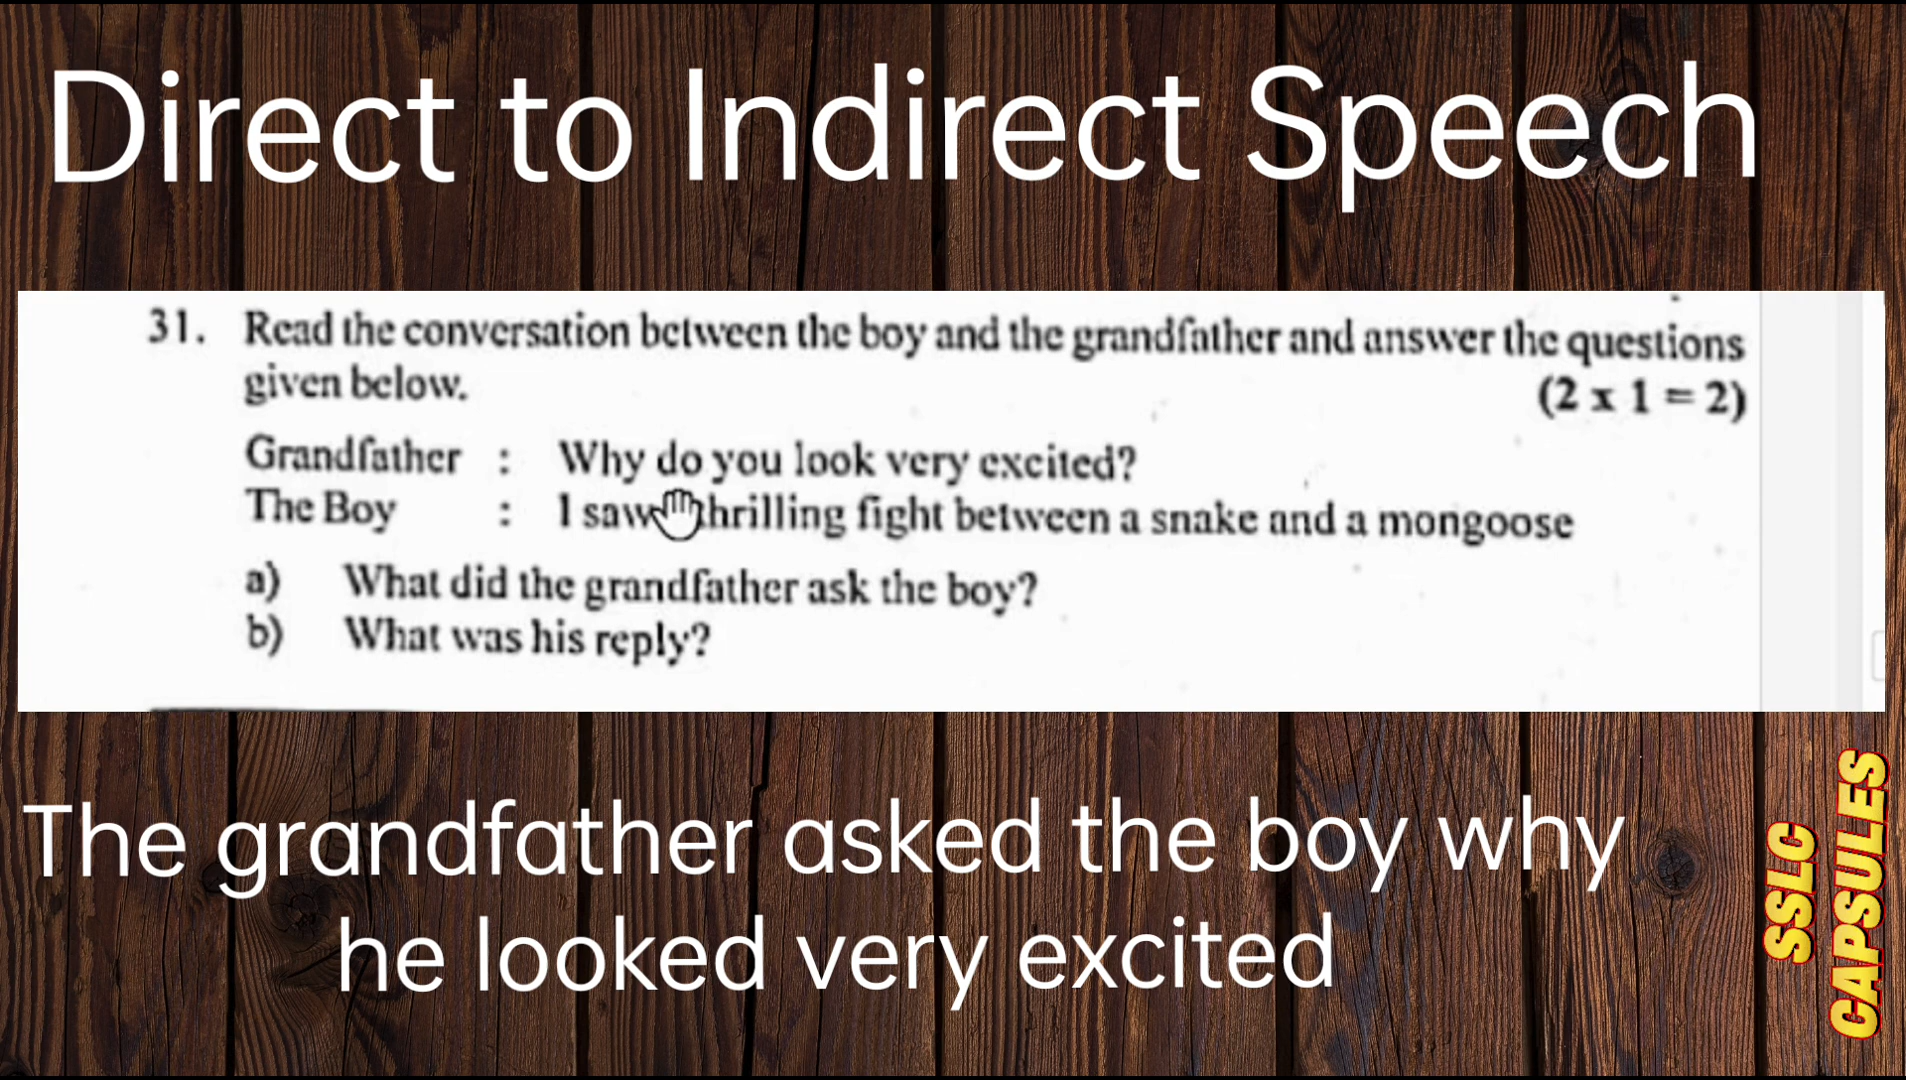 Direct to Indirect Speech
31. Read the conversation between the boy and the grandfather and answer the questions
given below. (2 x 1 = 2)
Grandfather : Why do you look very excited?
The Boy : I saw thrilling fight between a snake and a mongoose
a) What did the grandfather ask the boy?
b) What was his reply?
The grandfather asked the boy why
he looked very excited
SSLC
CAPSULES